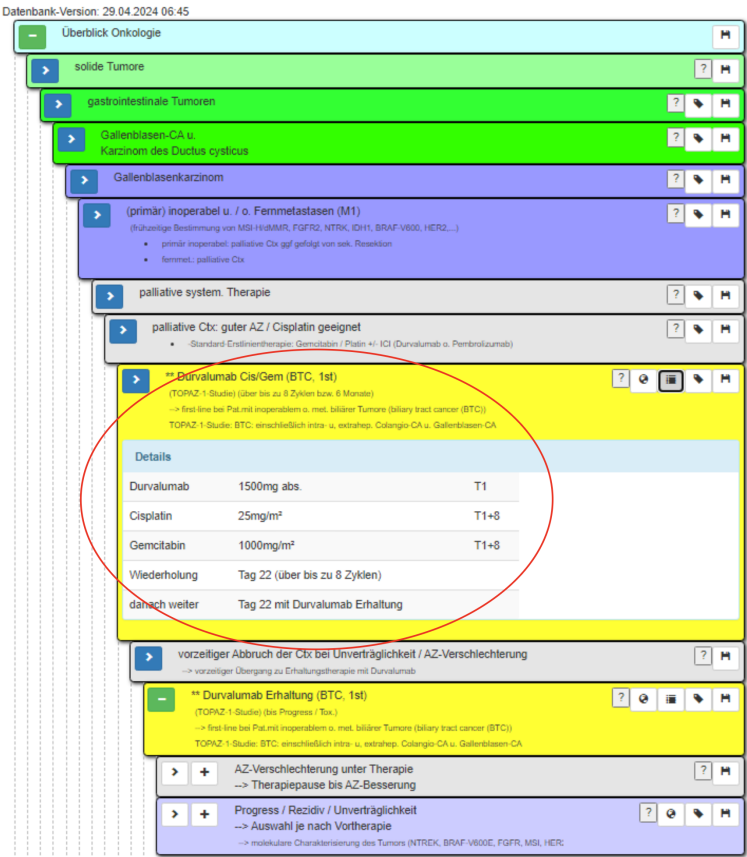 Datenbank-Version: 29.04.2024 06:45
Überblick Onkologie
solide Tumore
?
gastrointestinale Tumoren
?
Gallenblasen-CA u.
?
Karzinom des Ductus cysticus
Gallenblasenkarzinom
?
(primär) inoperabel u. / o. Fernmetastasen (M1)
?
(frühzeitige Bestimmung von MSI-H/dMMR, FGFR2, NTRK, IDH1, BRAF-V600, HER2,...)
• primär inoperabel: palliative Ctx ggf gefolgt von sek. Resektion
• fernmet.: palliative Ctx
palliative system. Therapie
?
palliative Ctx: guter AZ / Cisplatin geeignet
?
• -Standard-Erstlinientherapie: Gemcitabin / Platin +/- ICI (Durvalumab o. Pembrolizumab)
** Durvalumab Cis/Gem (BTC, 1st)
?
(TOPAZ-1-Studie) (über bis zu 8 Zyklen bzw. 6 Monate)
--> first-line bei Pat.mit inoperablem o. met. biliärer Tumore (biliary tract cancer (BTC))
TOPAZ-1-Studie: BTC: einschließlich intra- u, extrahep. Colangio-CA u. Gallenblasen-CA
Details
Durvalumab 1500mg abs. T1
Cisplatin 25mg/m² T1+8
Gemcitabin 1000mg/m² T1+8
Wiederholung Tag 22 (über bis zu 8 Zyklen)
danach weiter Tag 22 mit Durvalumab Erhaltung
vorzeitiger Abbruch der Ctx bei Unverträglichkeit / AZ-Verschlechterung
?
--> vorzeitiger Übergang zu Erhaltungstherapie mit Durvalumab
** Durvalumab Erhaltung (BTC, 1st)
?
(TOPAZ-1-Studie) (bis Progress / Tox.)
--> first-line bei Pat.mit inoperablem o. met. biliärer Tumore (biliary tract cancer (BTC))
TOPAZ-1-Studie: BTC: einschließlich intra- u, extrahep. Colangio-CA u. Gallenblasen-CA
AZ-Verschlechterung unter Therapie
?
--> Therapiepause bis AZ-Besserung
Progress / Rezidiv / Unverträglichkeit
?
--> Auswahl je nach Vortherapie
--> molekulare Charakterisierung des Tumors (NTREK, BRAF-V600E, FGFR, MSI, HER: